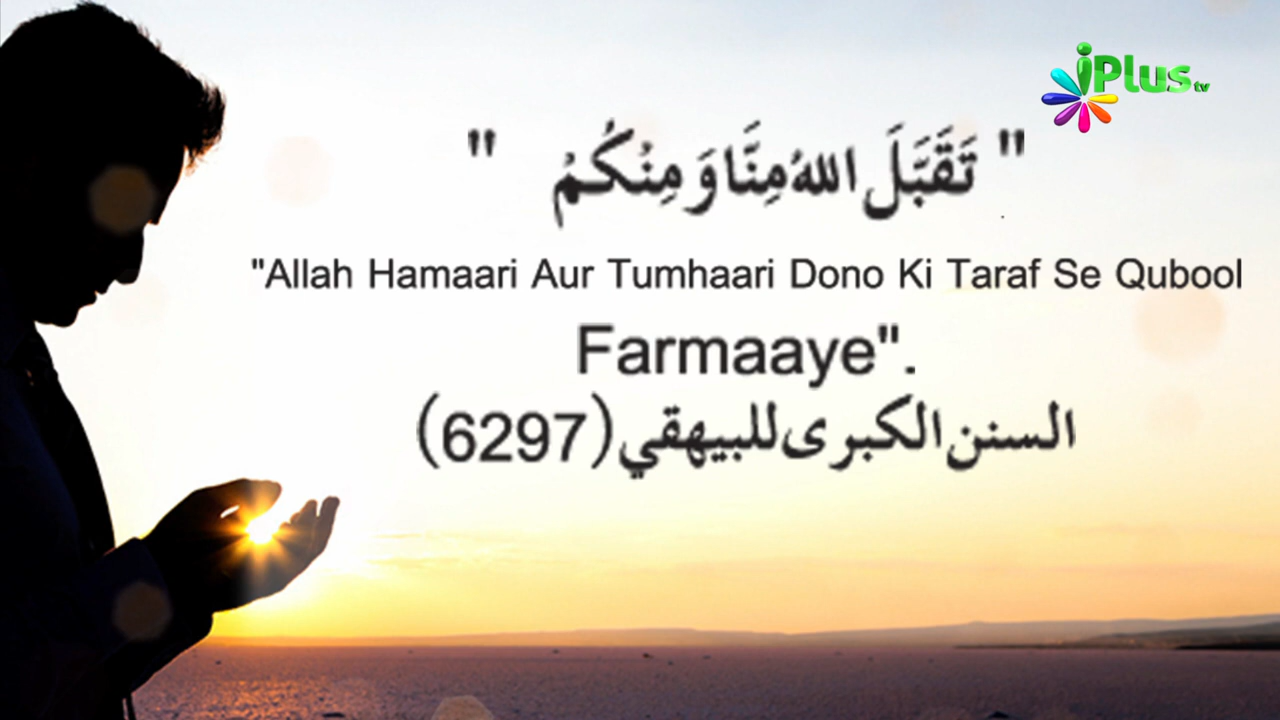 iPlus tv
" تَقَبَّلَ اللهُ مِنَّا وَمِنْكُمْ "
"Allah Hamaari Aur Tumhaari Dono Ki Taraf Se Qubool
Farmaaye".
السنن الكبرى للبيهقي (6297)